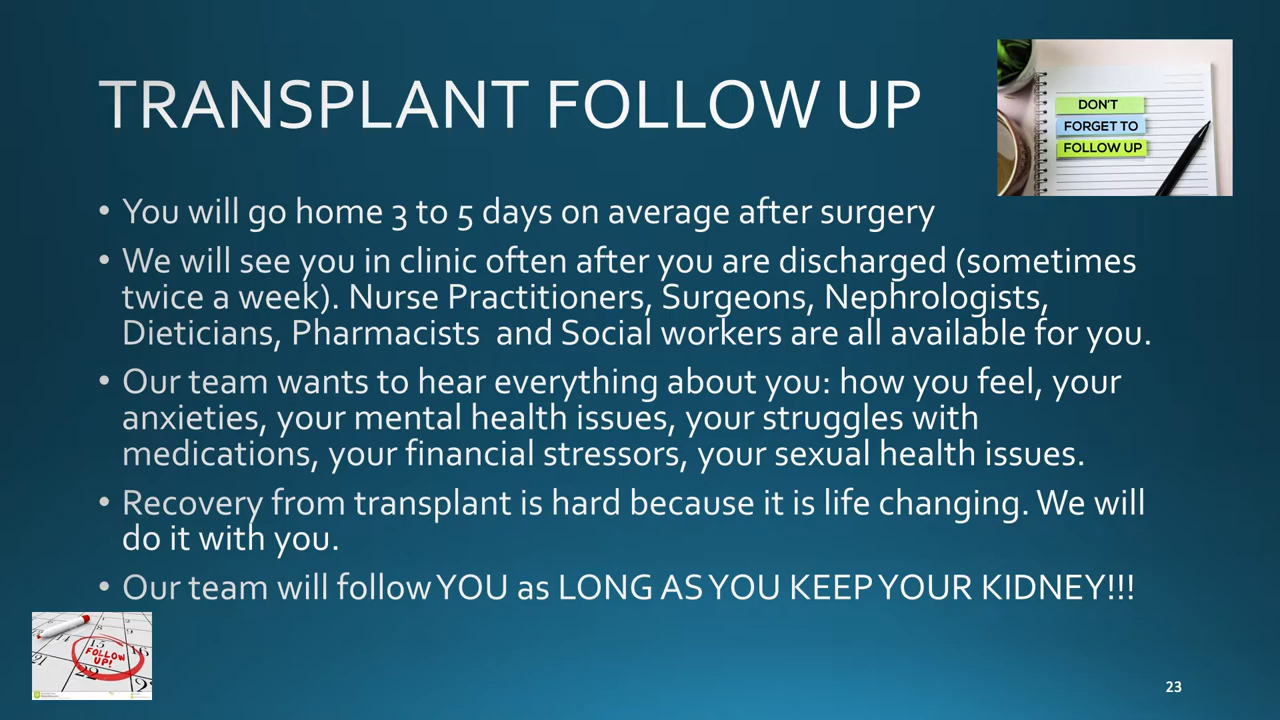 TRANSPLANT FOLLOW UP
DON'T
FORGET TO
FOLLOW UP
• You will go home 3 to 5 days on average after surgery
• We will see you in clinic often after you are discharged (sometimes
twice a week). Nurse Practitioners, Surgeons, Nephrologists,
Dieticians, Pharmacists and Social workers are all available for you.
• Our team wants to hear everything about you: how you feel, your
anxieties, your mental health issues, your struggles with
medications, your financial stressors, your sexual health issues.
• Recovery from transplant is hard because it is life changing. We will
do it with you.
• Our team will follow YOU as LONG AS YOU KEEP YOUR KIDNEY!!!
15
FOLLOW
UP!
22
23